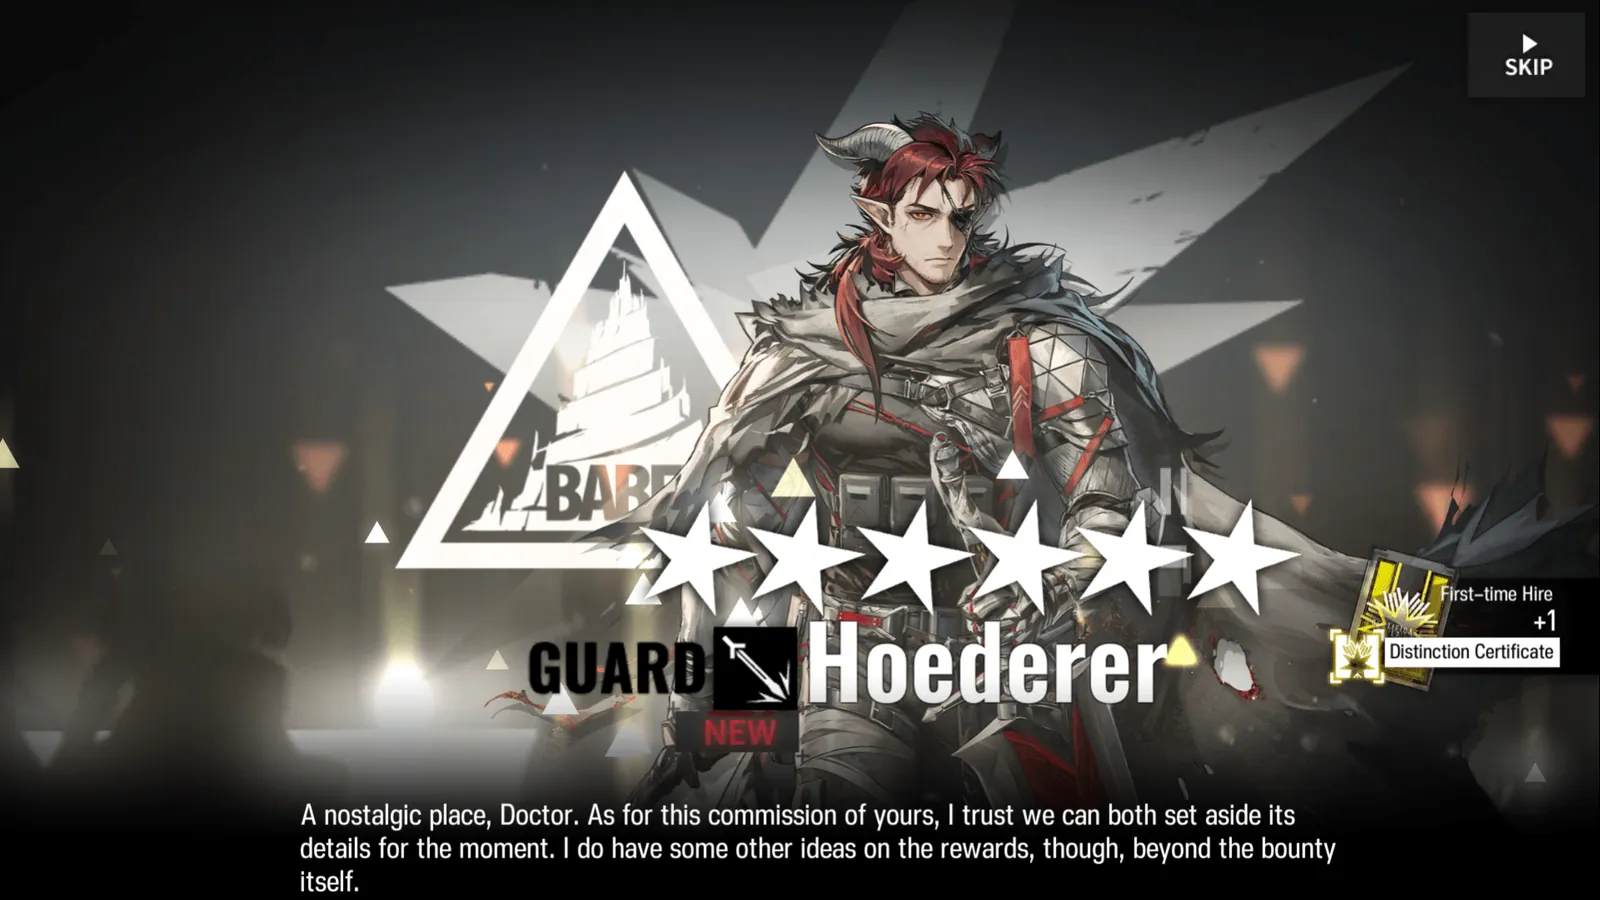 SKIP
BABE
First-time Hire
+1
Distinction Certificate
GUARD Hoederer
NEW
A nostalgic place, Doctor. As for this commission of yours, I trust we can both set aside its
details for the moment. I do have some other ideas on the rewards, though, beyond the bounty
itself.